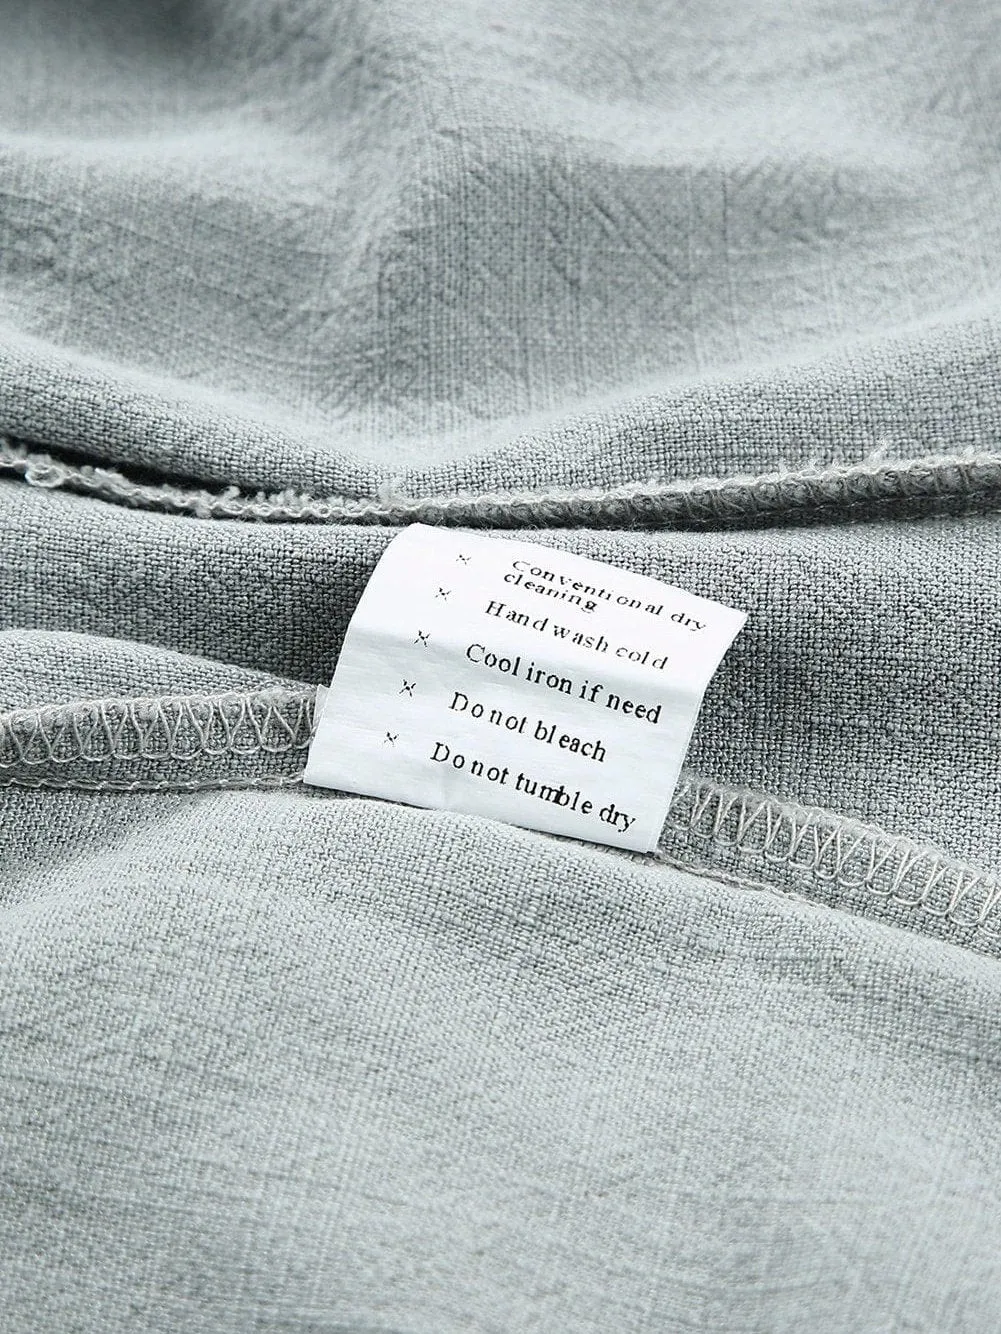 × Conventional dry
cleaning
× Hand wash cold
× Cool iron if need
× Do not bleach
× Do not tumble dry